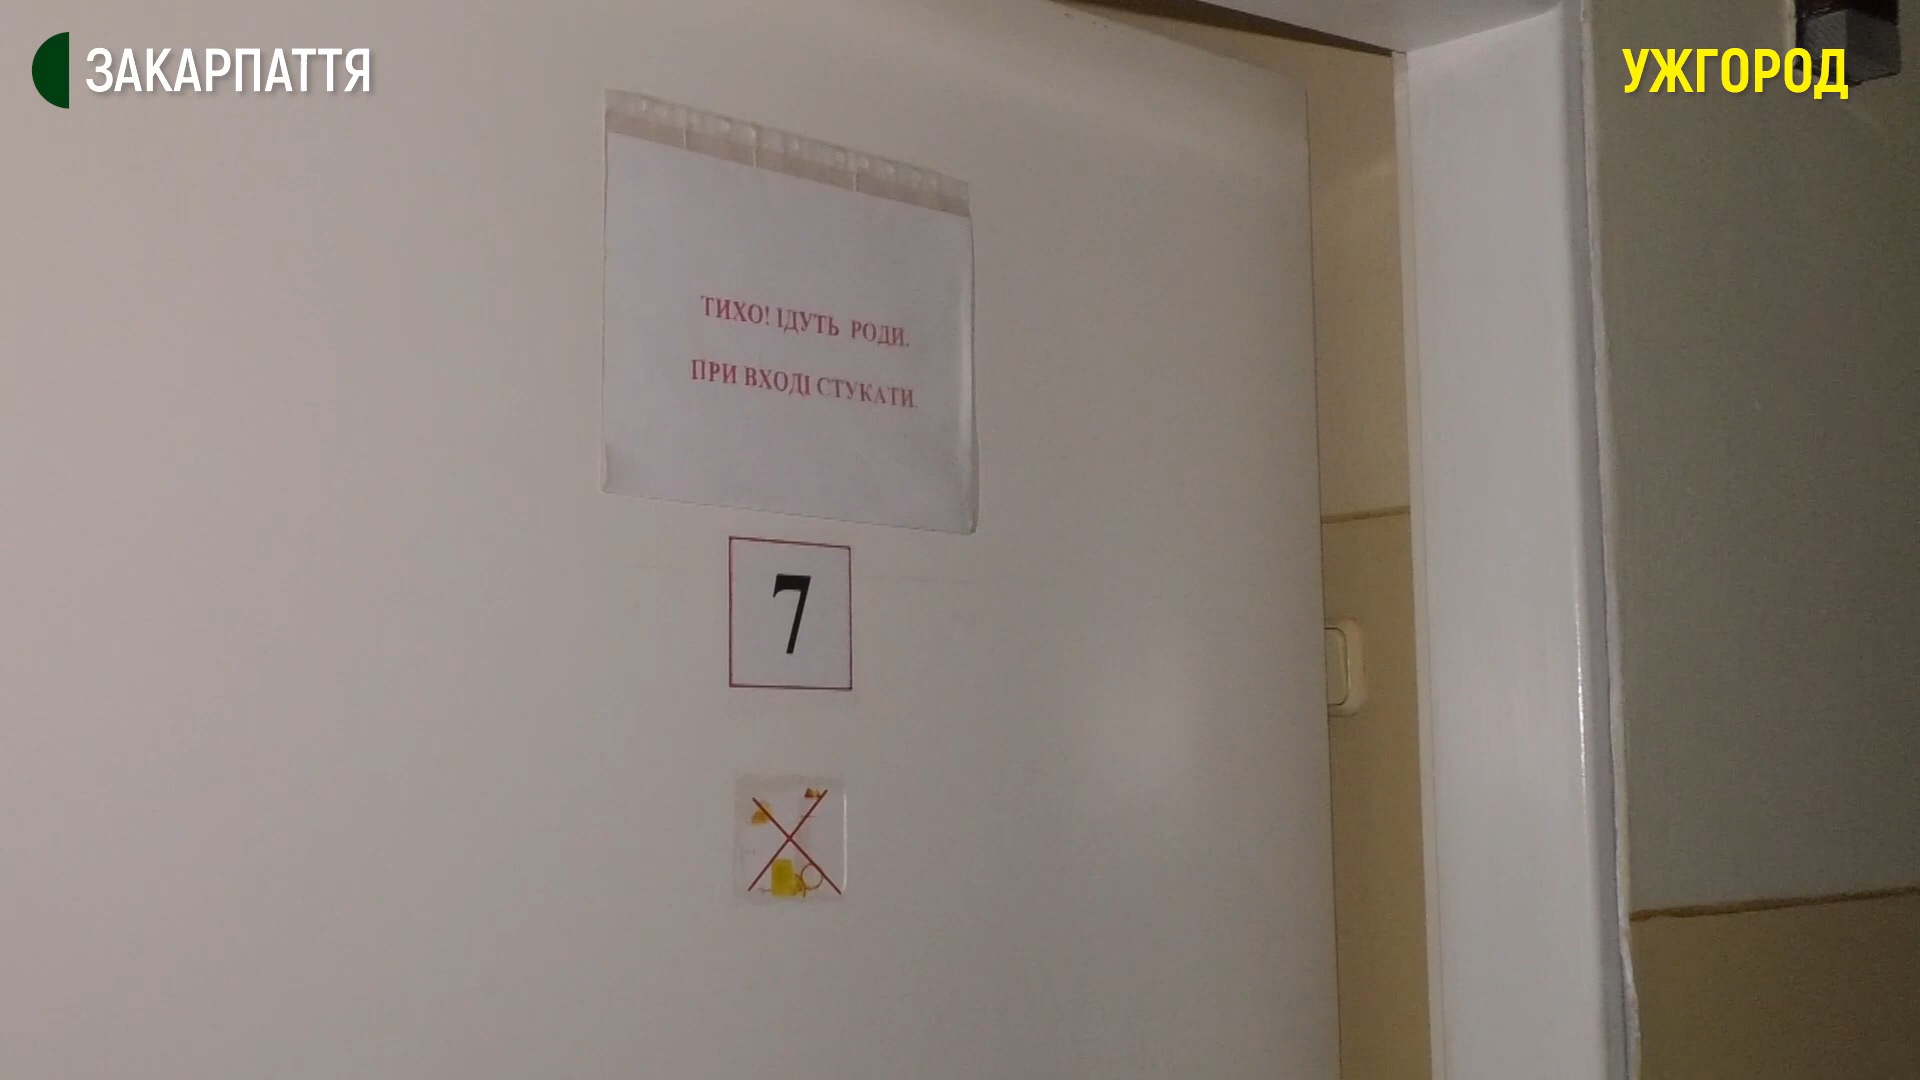 ЗАКАРПАТТЯ
УЖГОРОД
ТИХО! ІДУТЬ РОДИ.
ПРИ ВХОДІ СТУКАТИ.
7